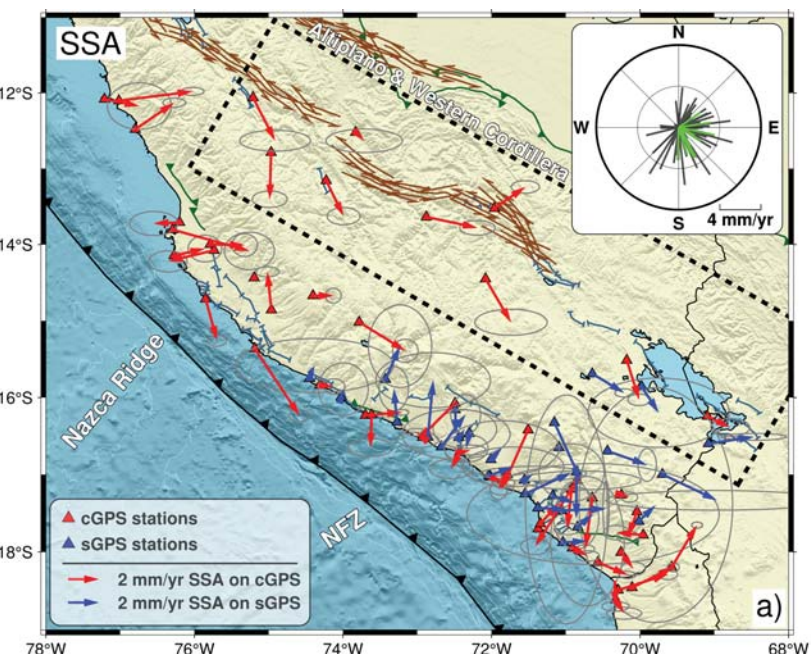 SSA
Altiplano & Western Cordillera
N
W
E
S
4 mm/yr
12°S
14°S
16°S
18°S
Nazca Ridge
NFZ
cGPS stations
sGPS stations
2 mm/yr SSA on cGPS
2 mm/yr SSA on sGPS
a)
78°W
76°W
74°W
72°W
70°W
68°W